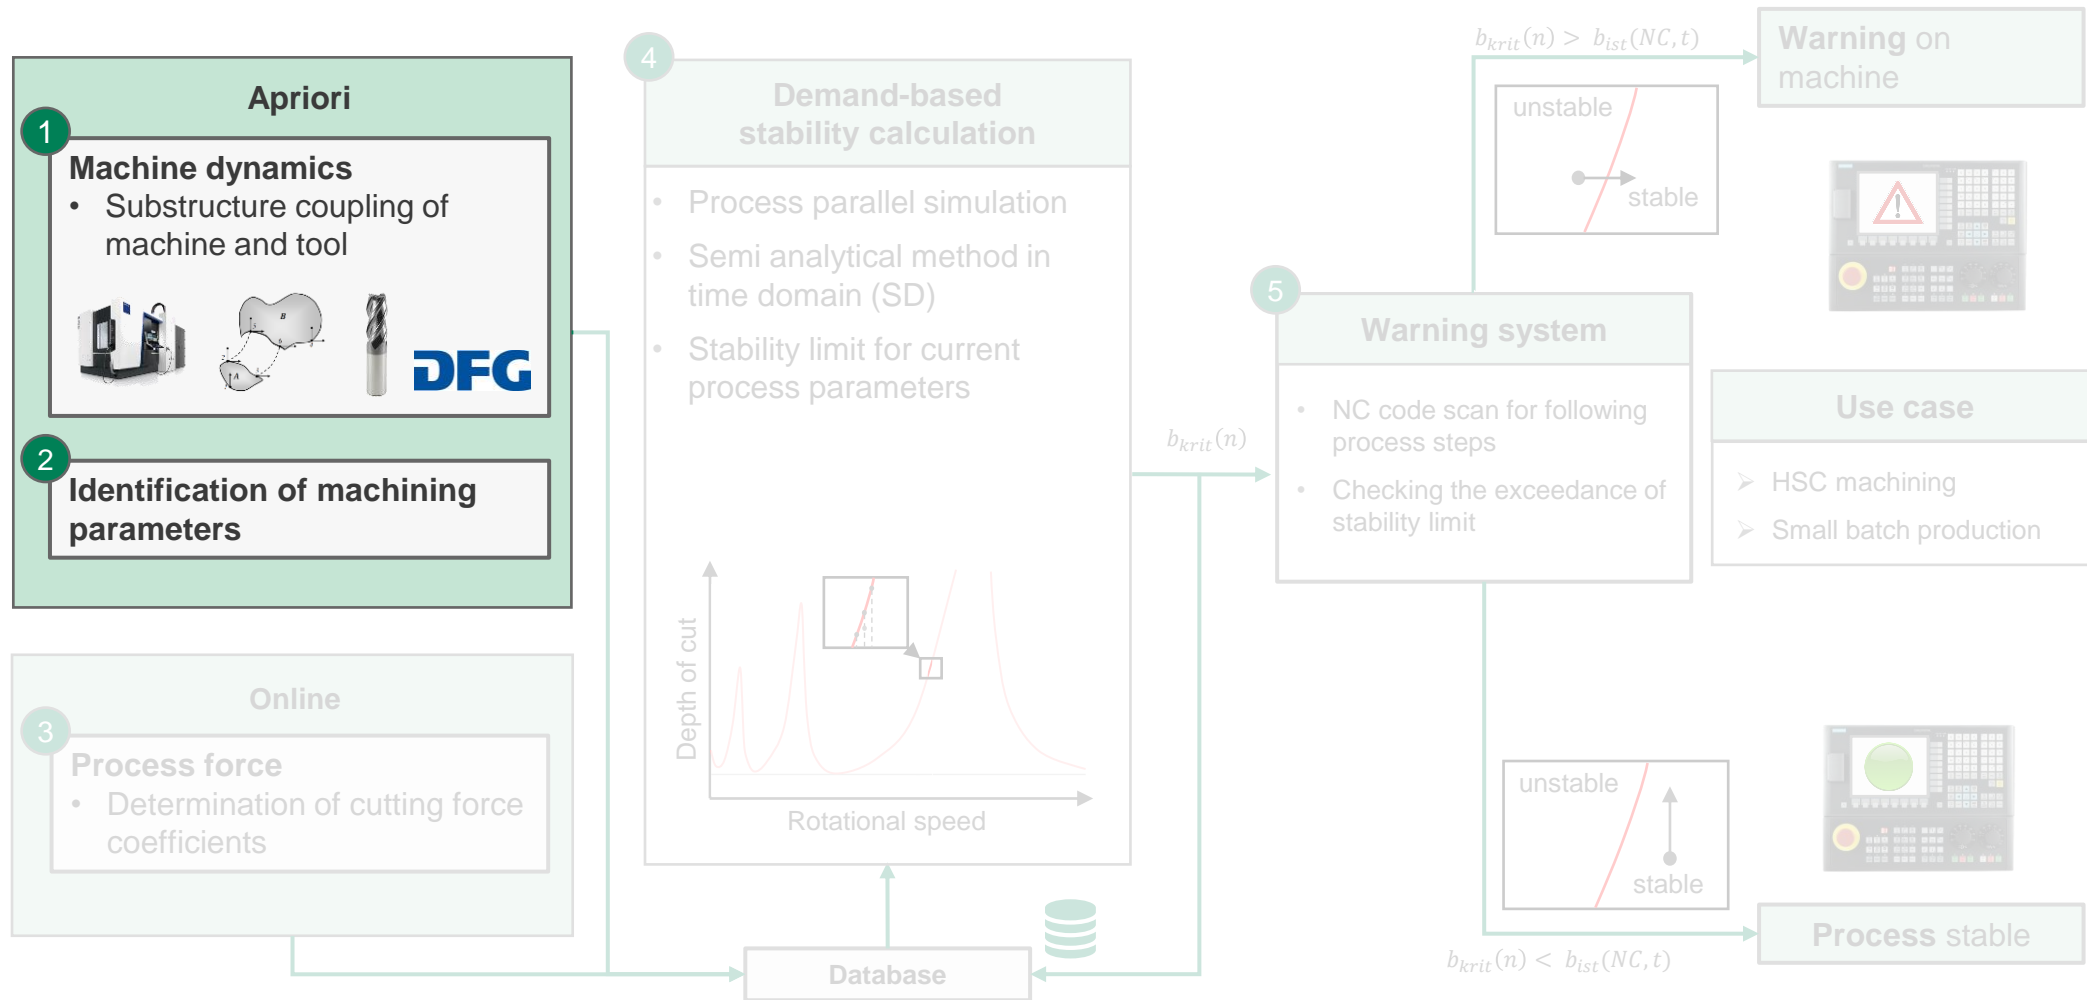 Apriori
1
Machine dynamics
• Substructure coupling of
machine and tool
B
A
DFG
2
Identification of machining
parameters
Online
3
Process force
• Determination of cutting force
coefficients
4
Demand-based
stability calculation
• Process parallel simulation
• Semi analytical method in
time domain (SD)
• Stability limit for current
process parameters
Depth of cut
Rotational speed
Database
b_krit(n)
5
Warning system
• NC code scan for following
process steps
• Checking the exceedance of
stability limit
b_krit(n) > b_ist(NC,t)
unstable
stable
Warning on
machine
Use case
➢ HSC machining
➢ Small batch production
unstable
stable
b_krit(n) < b_ist(NC,t)
Process stable